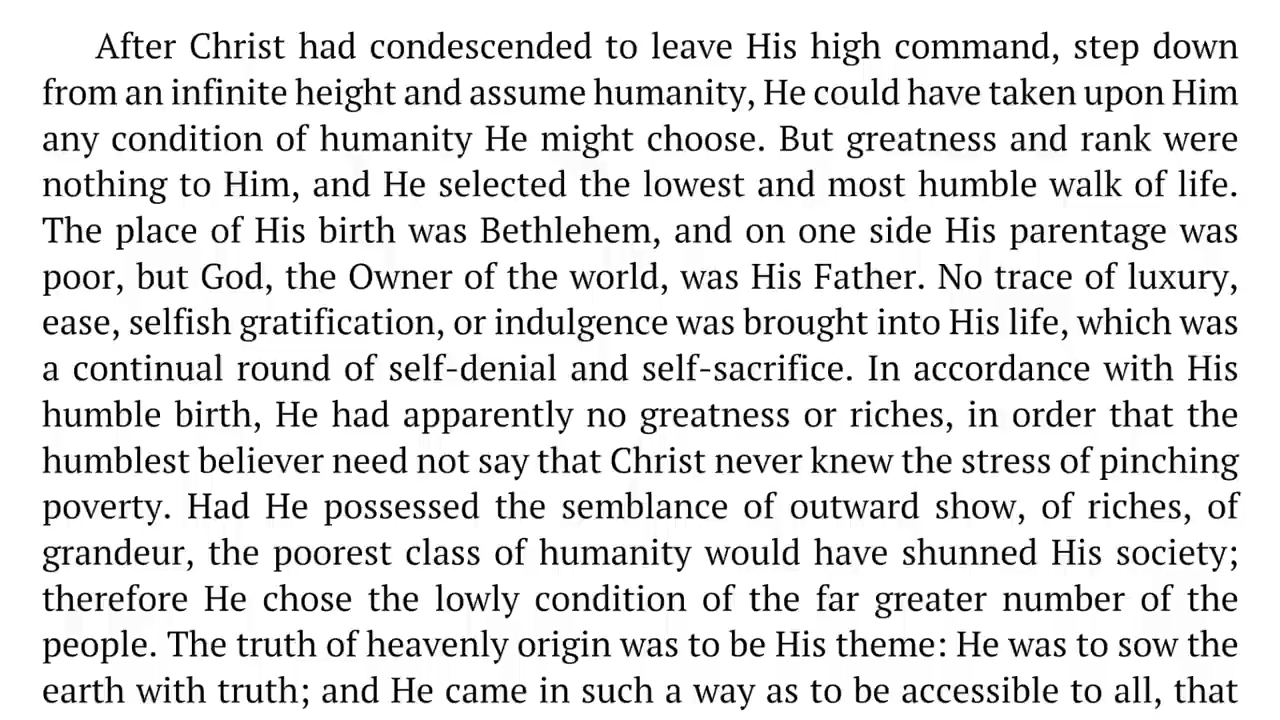 After Christ had condescended to leave His high command, step down
from an infinite height and assume humanity, He could have taken upon Him
any condition of humanity He might choose. But greatness and rank were
nothing to Him, and He selected the lowest and most humble walk of life.
The place of His birth was Bethlehem, and on one side His parentage was
poor, but God, the Owner of the world, was His Father. No trace of luxury,
ease, selfish gratification, or indulgence was brought into His life, which was
a continual round of self-denial and self-sacrifice. In accordance with His
humble birth, He had apparently no greatness or riches, in order that the
humblest believer need not say that Christ never knew the stress of pinching
poverty. Had He possessed the semblance of outward show, of riches, of
grandeur, the poorest class of humanity would have shunned His society;
therefore He chose the lowly condition of the far greater number of the
people. The truth of heavenly origin was to be His theme: He was to sow the
earth with truth; and He came in such a way as to be accessible to all, that